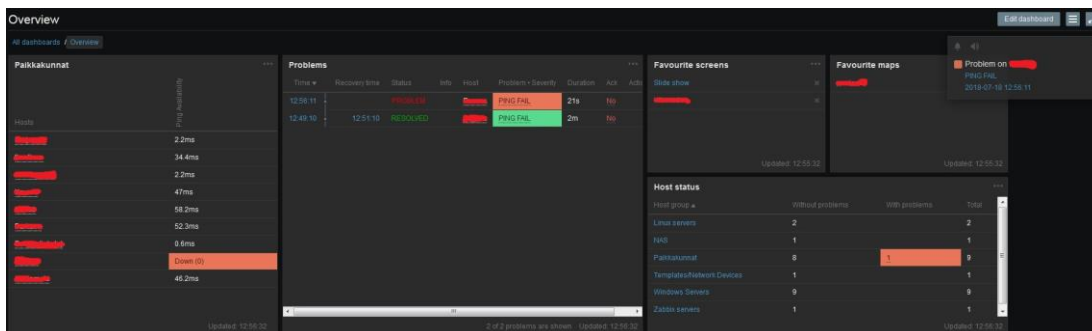 Overview
Edit dashboard
All dashboards / Overview
Problem on
PING FAIL
2018-07-18 12:56:11
Paikkakunnat
Hosts
Ping Availability
2.2ms
34.4ms
2.2ms
47ms
58.2ms
52.3ms
0.6ms
Down (0)
46.2ms
Updated: 12:56:32
Problems
Time Recovery time Status Info Host Problem • Severity Duration Ack
12:56:11 PROBLEM PING FAIL 21s No
12:49:10 12:51:10 RESOLVED PING FAIL 2m No
2 of 2 problems are shown Updated: 12:56:32
Favourite screens
Slide show
Updated: 12:55:32
Favourite maps
Updated: 12:55:32
Host status
Host group Without problems With problems Total
Linux servers 2 2
NAS 1 1
Paikkakunnat 8 1 9
Templates/Network Devices 1 1
Windows Servers 9 9
Zabbix servers 1 1
Updated: 12:56:32